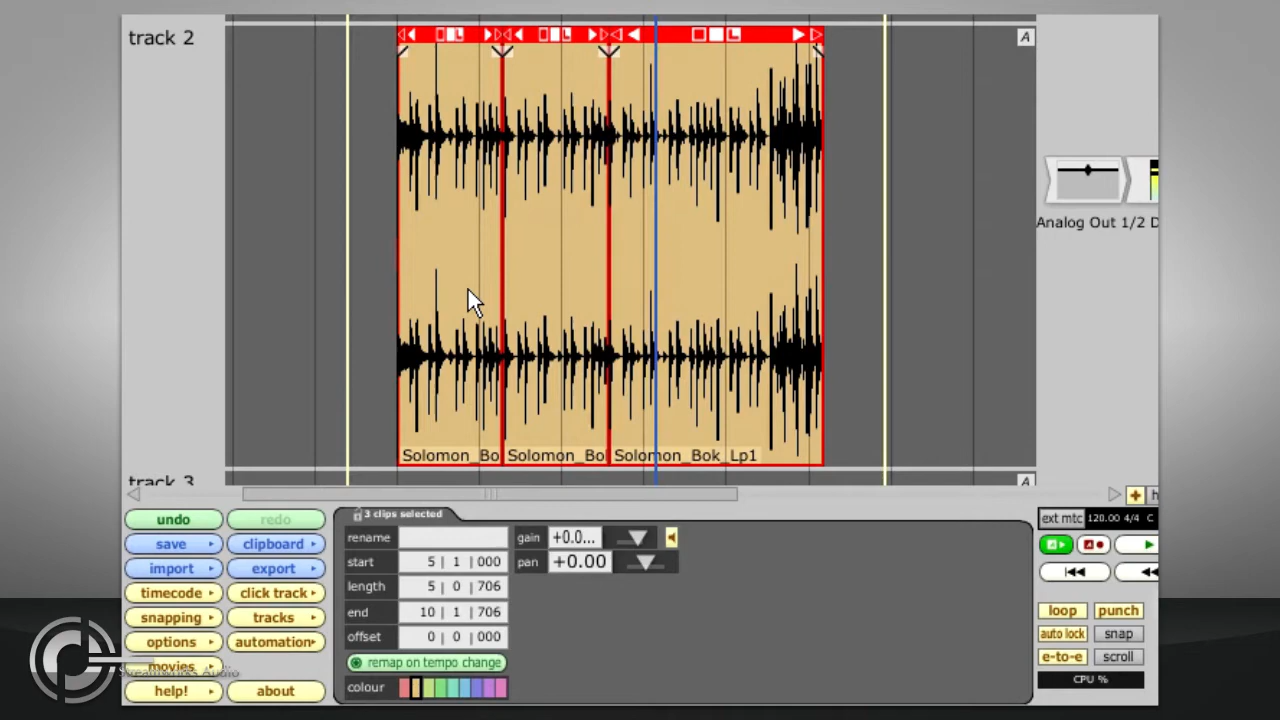 track 2
A
Analog Out 1/2 D
Solomon_Bo
Solomon_Bo
Solomon_Bok_Lp1
track 3
A
undo
redo
save
clipboard
import
export
timecode
click track
snapping
tracks
options
automation
movies
help!
about
Streamworks Audio
3 clips selected
rename
start 5| 1 |000
length 5| 0 |706
end 10| 1 |706
offset 0| 0 |000
remap on tempo change
colour
gain +0.0...
pan +0.00
h
ext mtc 120.00 4/4 C
loop
punch
auto lock
snap
e-to-e
scroll
CPU %